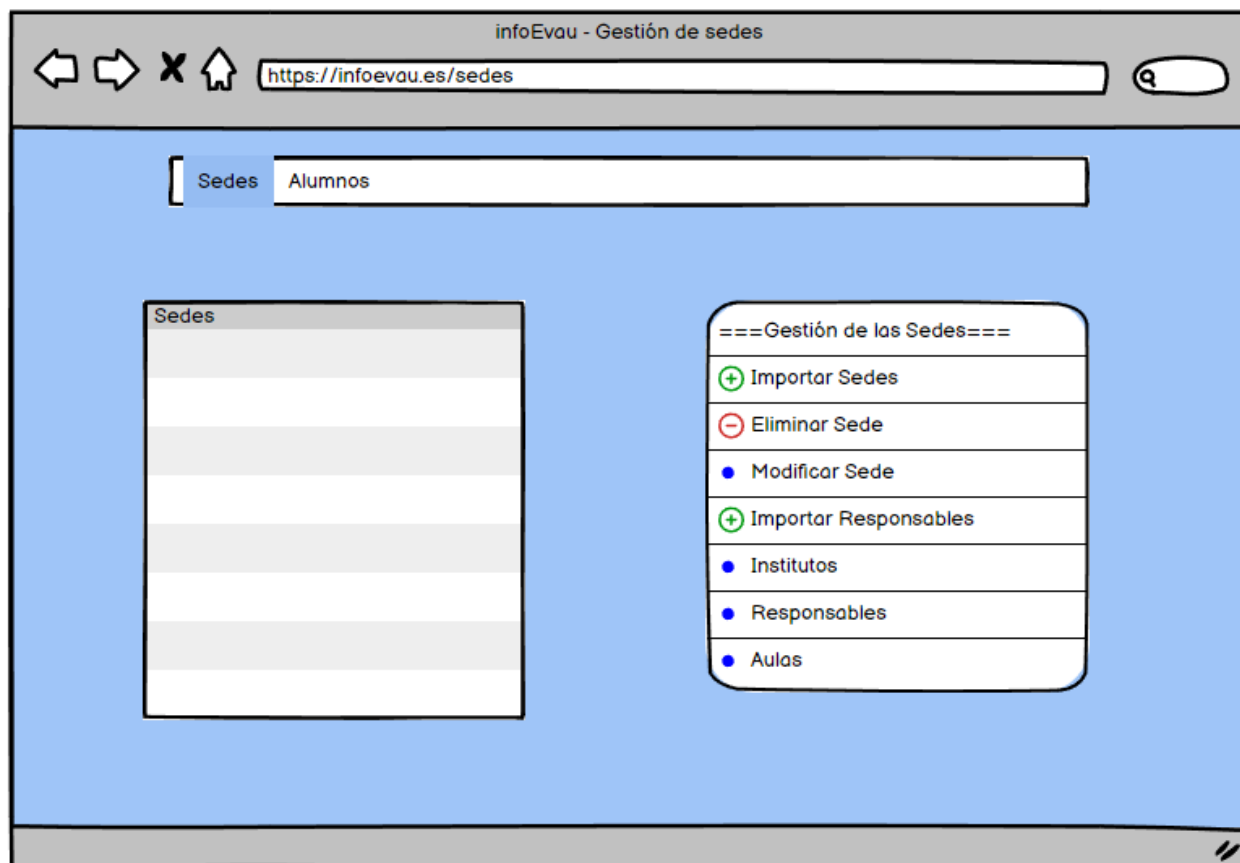 infoEvau - Gestión de sedes
https://infoevau.es/sedes
Sedes Alumnos
Sedes
===Gestión de las Sedes===
Importar Sedes
Eliminar Sede
Modificar Sede
Importar Responsables
Institutos
Responsables
Aulas